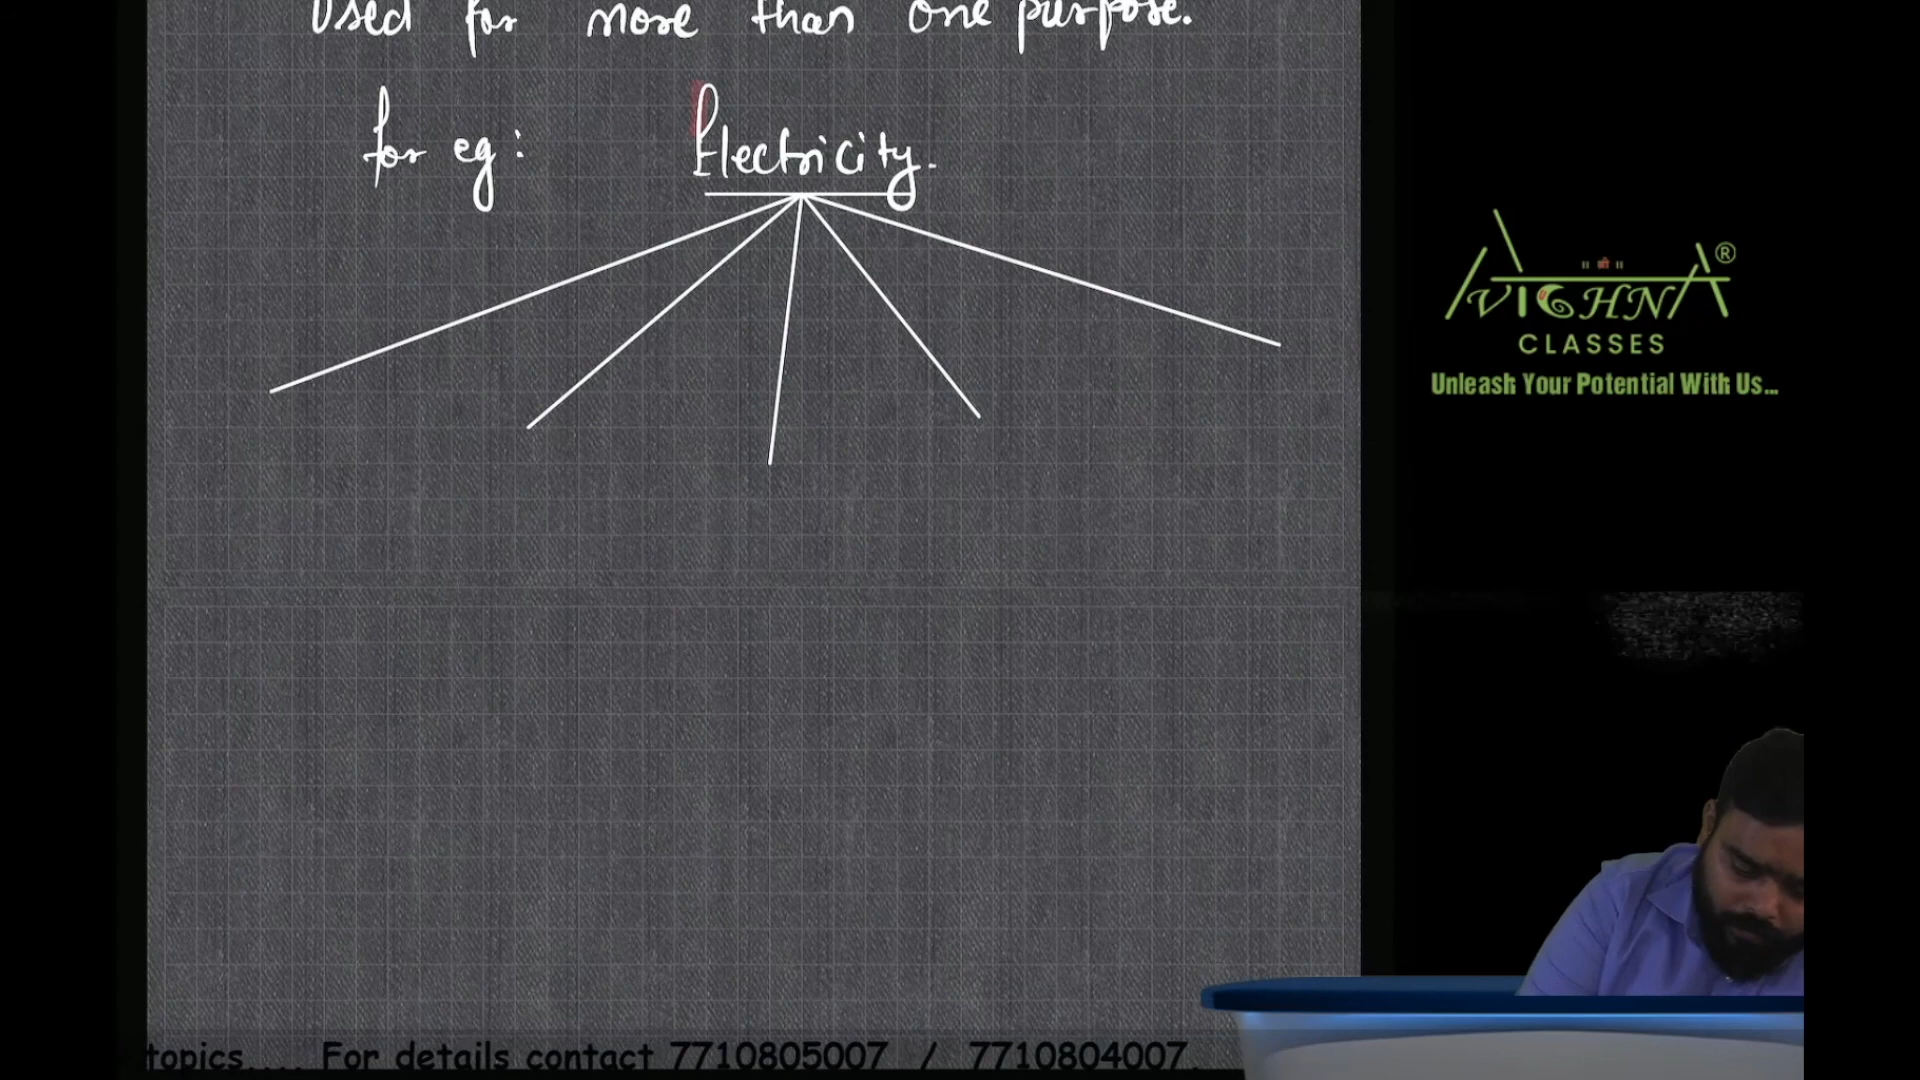 Used for more than one purpose.
for eg: Electricity.
AVIGHNA ®
CLASSES
Unleash Your Potential With Us...
topics.... For details contact 7710805007 / 7710804007.